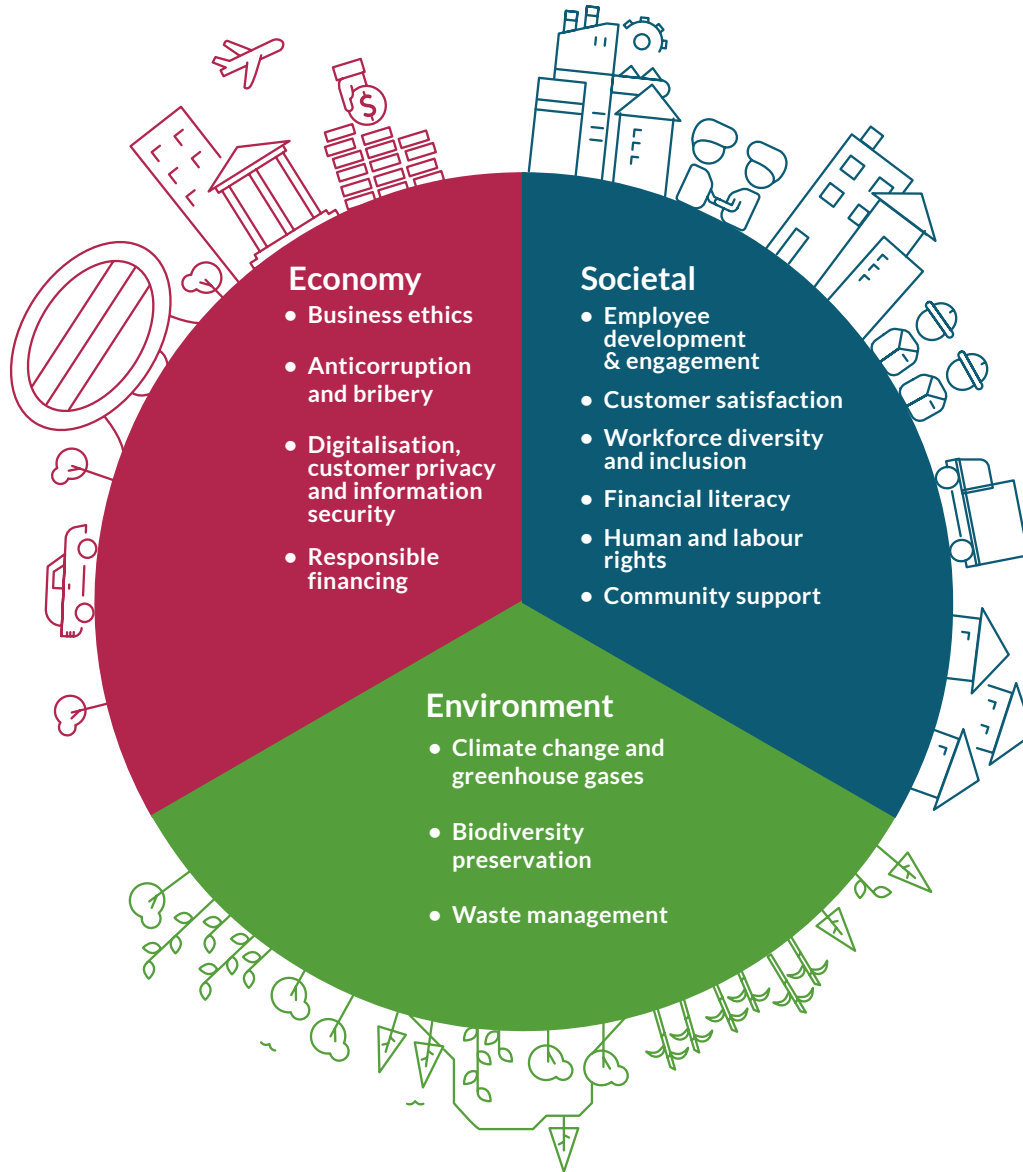 Economy
• Business ethics
• Anticorruption
and bribery
• Digitalisation,
customer privacy
and information
security
• Responsible
financing
Societal
• Employee
development
& engagement
• Customer satisfaction
• Workforce diversity
and inclusion
• Financial literacy
• Human and labour
rights
• Community support
Environment
• Climate change and
greenhouse gases
• Biodiversity
preservation
• Waste management
$